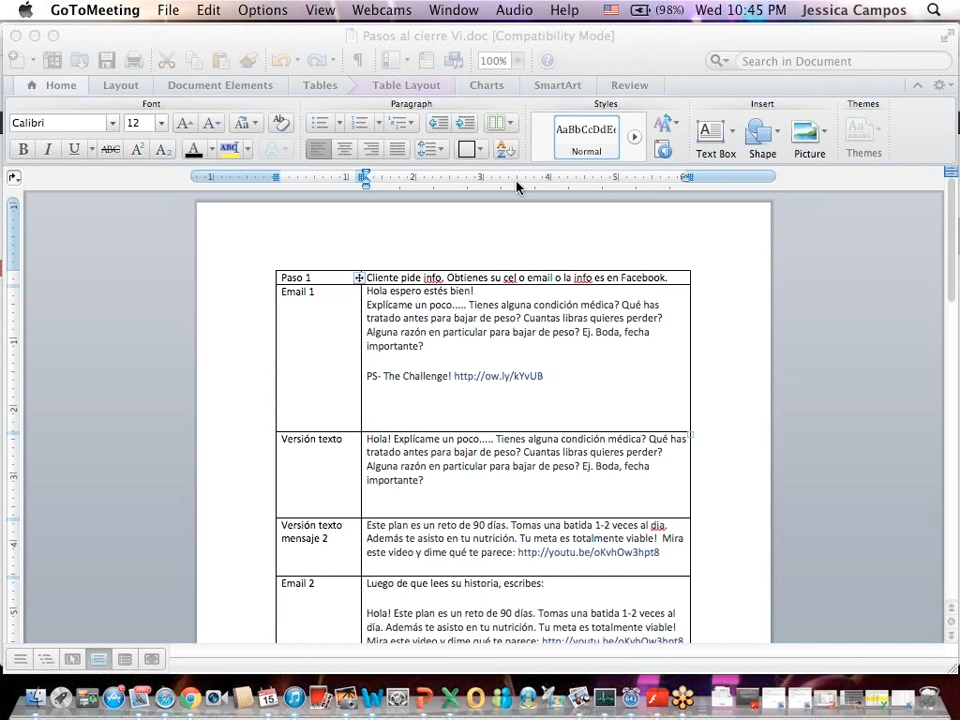 GoToMeeting File Edit Options View Webcams Window Audio Help (98%) Wed 10:45 PM Jessica Campos
Pasos al cierre Vi.doc [Compatibility Mode]
100% Search in Document
Home Layout Document Elements Tables Table Layout Charts SmartArt Review
Font Paragraph Styles Insert Themes
Calibri 12 AaBbCcDdEe
B I U ABC A² A₂ A ABC Normal Text Box Shape Picture Themes
Paso 1 Cliente pide info, Obtienes su cel o email o la info es en Facebook.
Email 1 Hola espero estés bien!
Explícame un poco..... Tienes alguna condición médica? Qué has
tratado antes para bajar de peso? Cuantas libras quieres perder?
Alguna razón en particular para bajar de peso? Ej. Boda, fecha
importante?
PS- The Challenge! http://ow.ly/kYvUB
Versión texto Hola! Explícame un poco..... Tienes alguna condición médica? Qué has
tratado antes para bajar de peso? Cuantas libras quieres perder?
Alguna razón en particular para bajar de peso? Ej. Boda, fecha
importante?
Versión texto Este plan es un reto de 90 días. Tomas una batida 1-2 veces al dia.
mensaje 2 Además te asisto en tu nutrición. Tu meta es totalmente viable! Mira
este video y dime qué te parece: http://youtu.be/oKvhOw3hpt8
Email 2 Luego de que lees su historia, escribes:
Hola! Este plan es un reto de 90 días. Tomas una batida 1-2 veces al
día. Además te asisto en tu nutrición. Tu meta es totalmente viable!
Mira este video y dime qué te parece: http://youtu.be/oKvhOw3hpt8